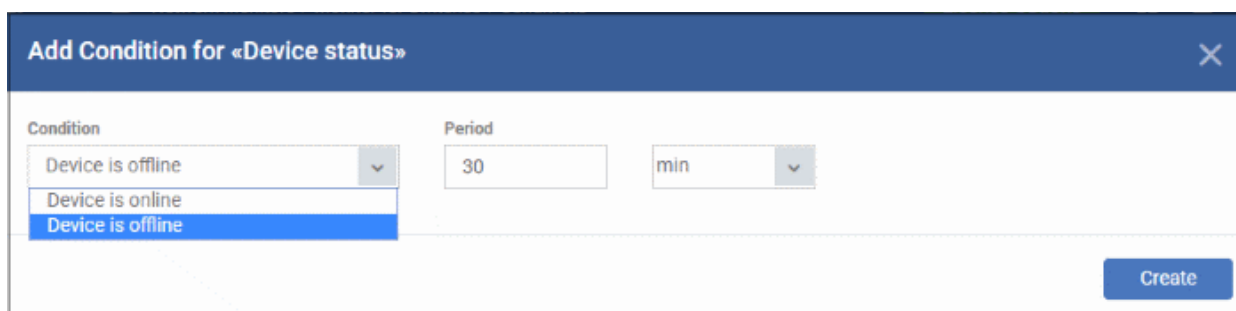 Add Condition for «Device status»
Condition
Period
Device is offline
30
min
Device is online
Device is offline
Create